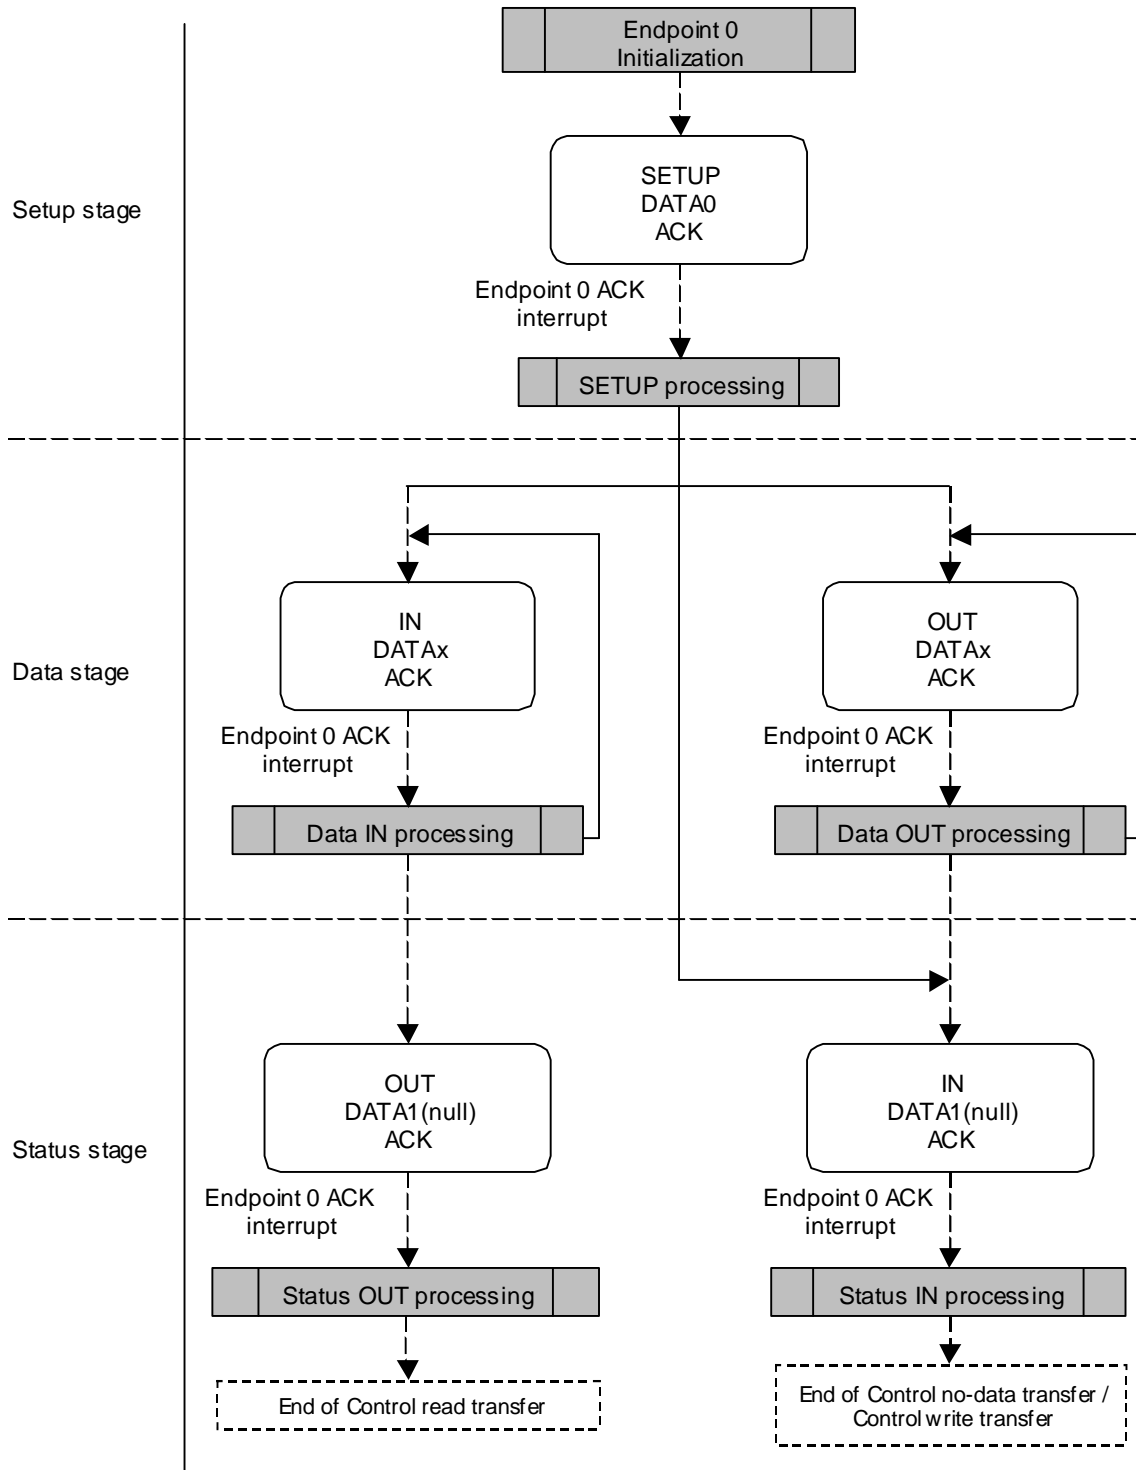 Endpoint 0
Initialization
Setup stage
SETUP
DATA0
ACK
Endpoint 0 ACK
interrupt
SETUP processing
Data stage
IN
DATAx
ACK
OUT
DATAx
ACK
Endpoint 0 ACK
interrupt
Endpoint 0 ACK
interrupt
Data IN processing
Data OUT processing
Status stage
OUT
DATA1(null)
ACK
IN
DATA1(null)
ACK
Endpoint 0 ACK
interrupt
Endpoint 0 ACK
interrupt
Status OUT processing
Status IN processing
End of Control read transfer
End of Control no-data transfer /
Control write transfer